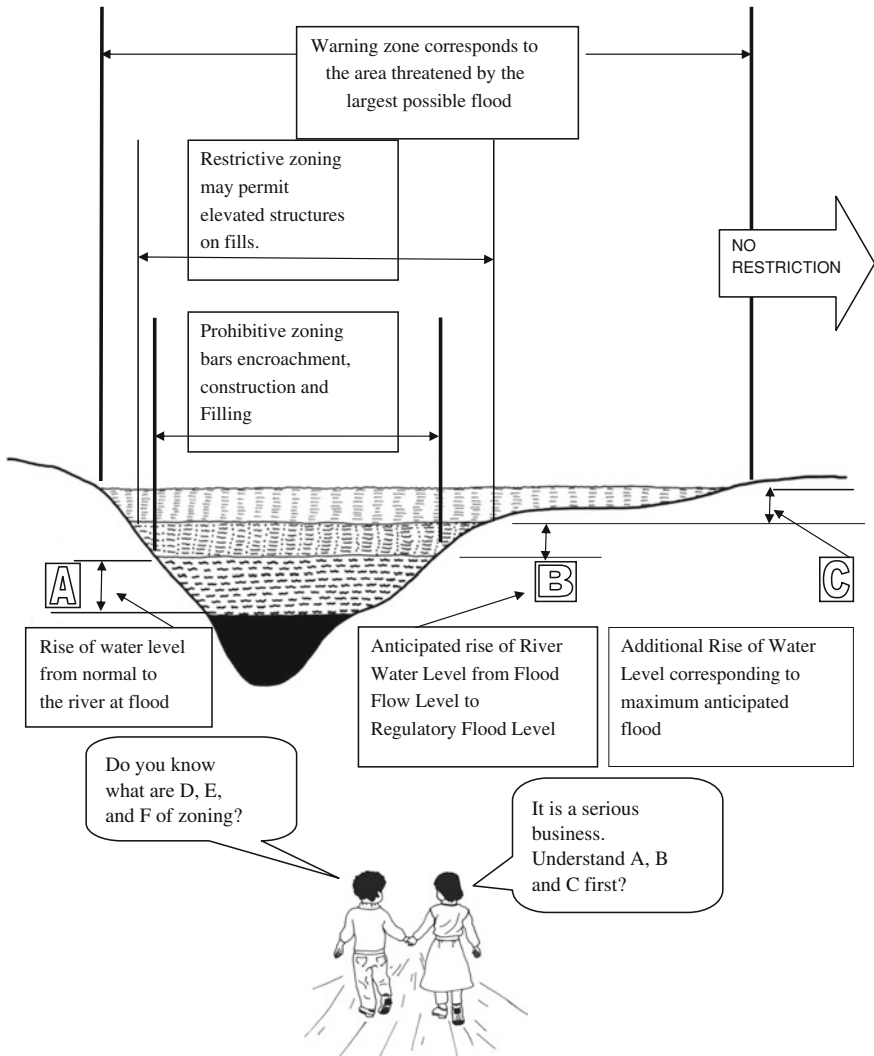 Warning zone corresponds to
the area threatened by the
largest possible flood
Restrictive zoning
may permit
elevated structures
on fills.
NO
RESTRICTION
Prohibitive zoning
bars encroachment,
construction and
Filling
A
B
C
Rise of water level
from normal to
the river at flood
Anticipated rise of River
Water Level from Flood
Flow Level to
Regulatory Flood Level
Additional Rise of Water
Level corresponding to
maximum anticipated
flood
Do you know
what are D, E,
and F of zoning?
It is a serious
business.
Understand A, B
and C first?